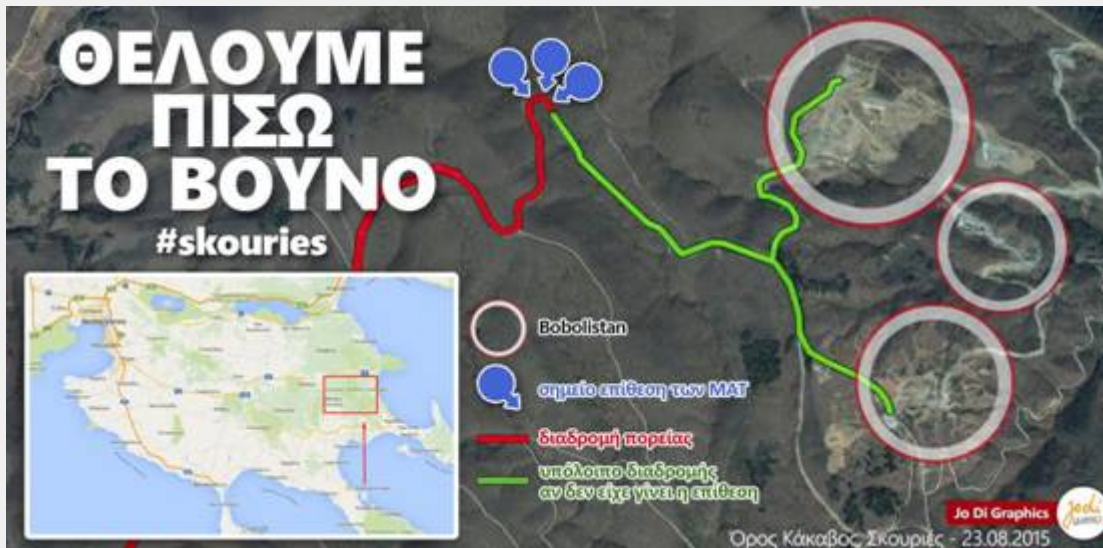 ΘΕΛΟΥΜΕ
ΠΙΣΩ
ΤΟ ΒΟΥΝΟ
#skouries
Bobolistan
σημείο επίθεση των ΜΑΤ
διαδρομή πορείας
υπόλοιπο διαδρομής
αν δεν είχε γίνει η επίθεση
Jo Di Graphics
Jodi
Όρος Κάκαβος, Σκουριές - 23.08.2015